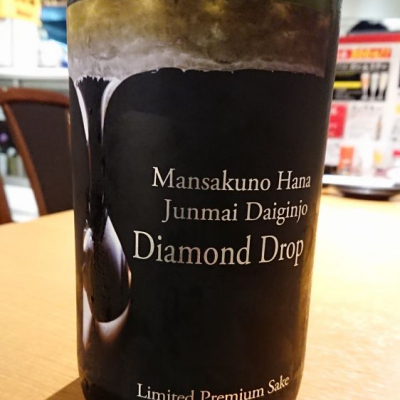 Mansakuno Hana
Junmai Daiginjo
Diamond Drop
Limited Premium Sake